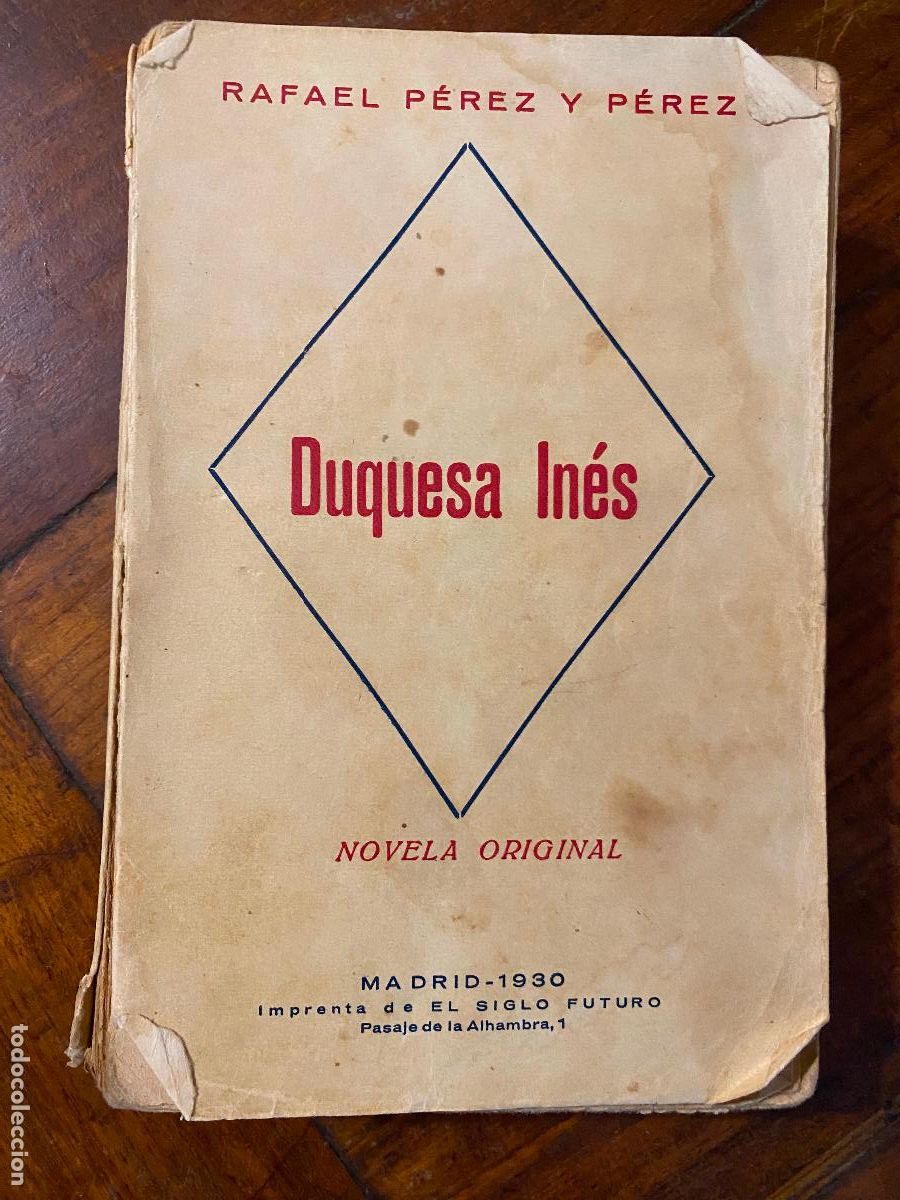 RAFAEL PÉREZ Y PÉREZ
Duquesa Inés
NOVELA ORIGINAL
MADRID-1930
Imprenta de EL SIGLO FUTURO
Pasaje de la Alhambra, 1
todocoleccion